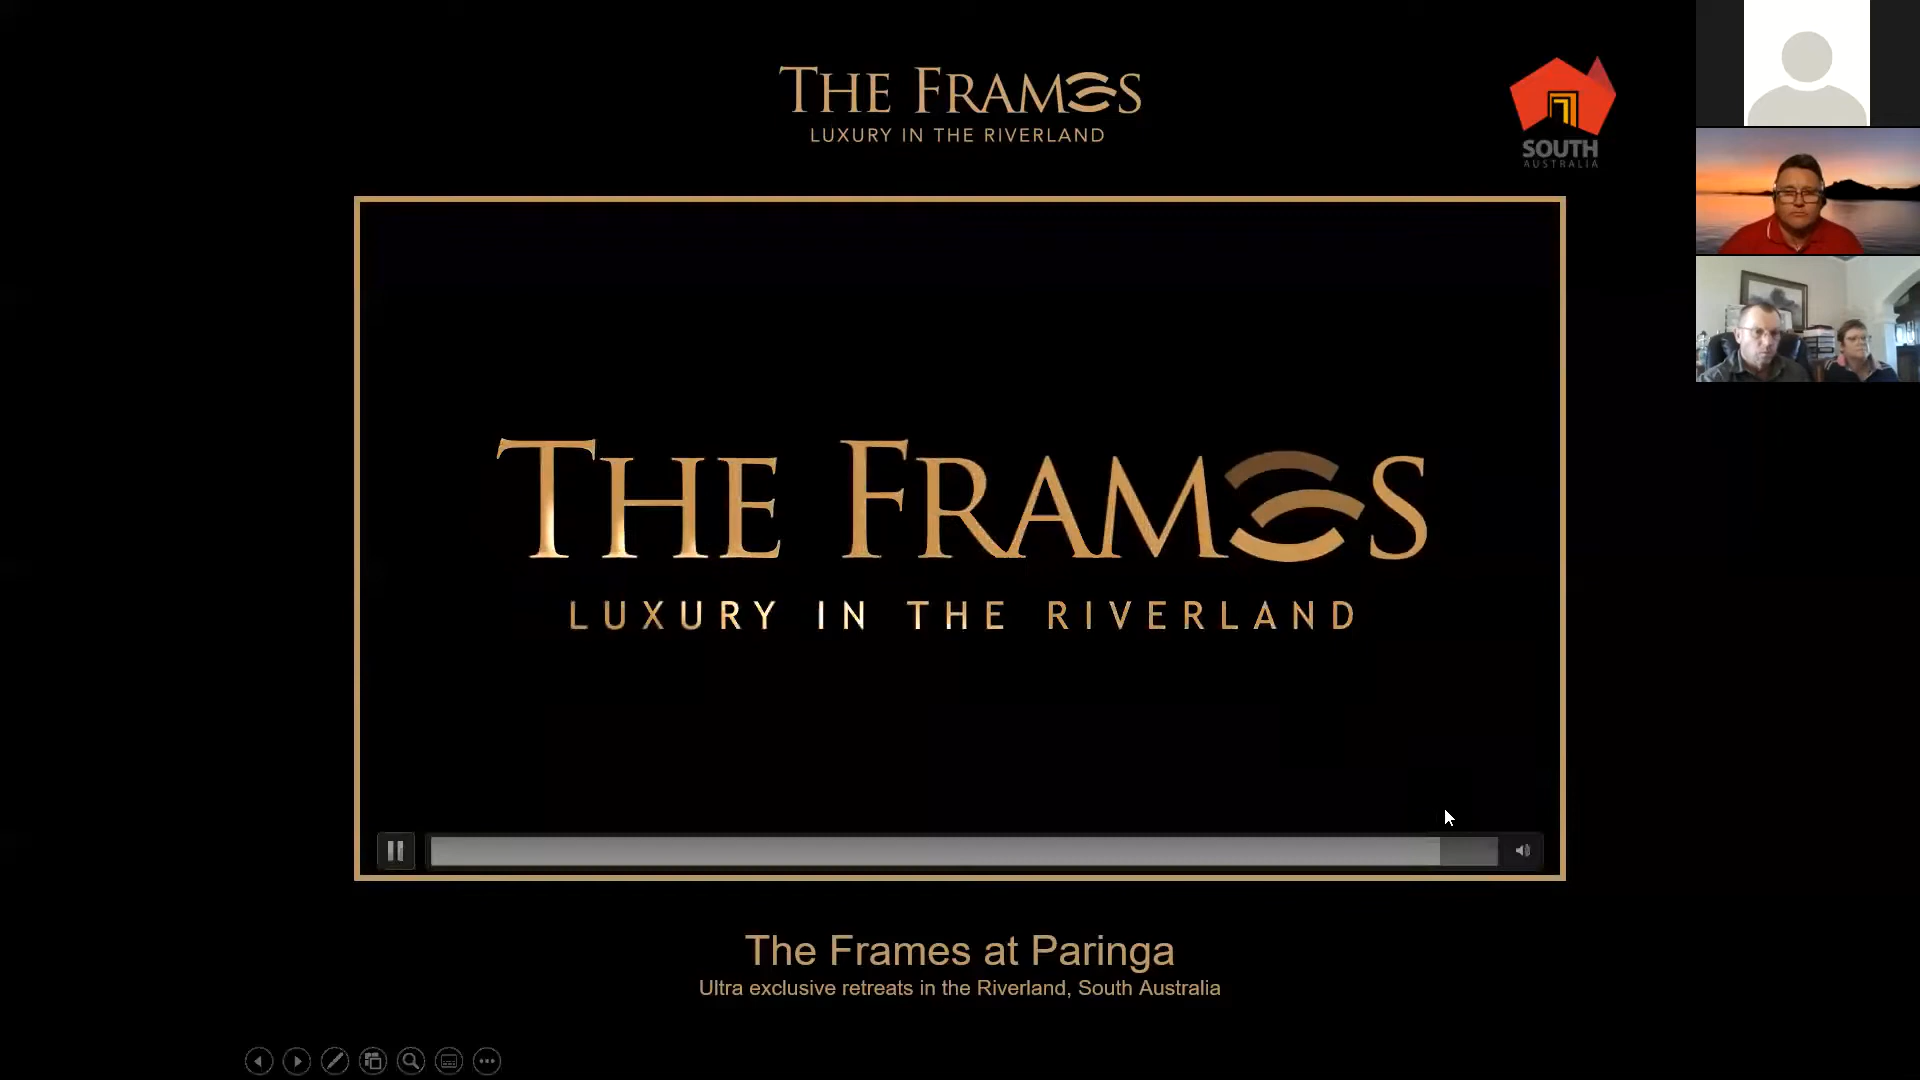 THE FRAMES
LUXURY IN THE RIVERLAND
SOUTH
AUSTRALIA
THE FRAMES
LUXURY IN THE RIVERLAND
The Frames at Paringa
Ultra exclusive retreats in the Riverland, South Australia